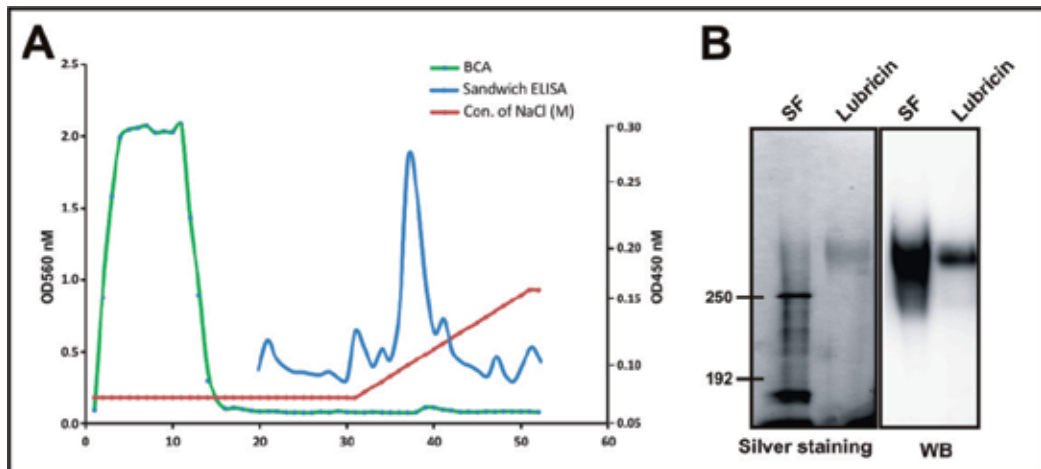 A
BCA
Sandwich ELISA
Con. of NaCl (M)
2.5
2.0
1.5
1.0
0.5
0.0
OD560 nM
0.30
0.25
0.20
0.15
0.10
0.05
OD450 nM
0 10 20 30 40 50 60
B
SF Lubricin SF Lubricin
250
192
Silver staining WB